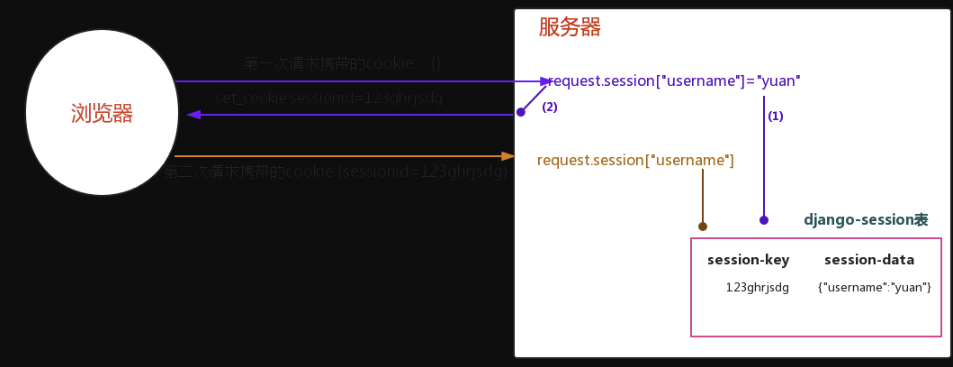 服务器
第一次请求携带的cookie: {}
request.session["username"]="yuan"
set_cookie:sessionid=123ghrjsdg
(2)
(1)
浏览器
request.session["username"]
第二次请求携带的cookie {sessionid=123ghrjsdg}
django-session表
session-key session-data
123ghrjsdg {"username":"yuan"}